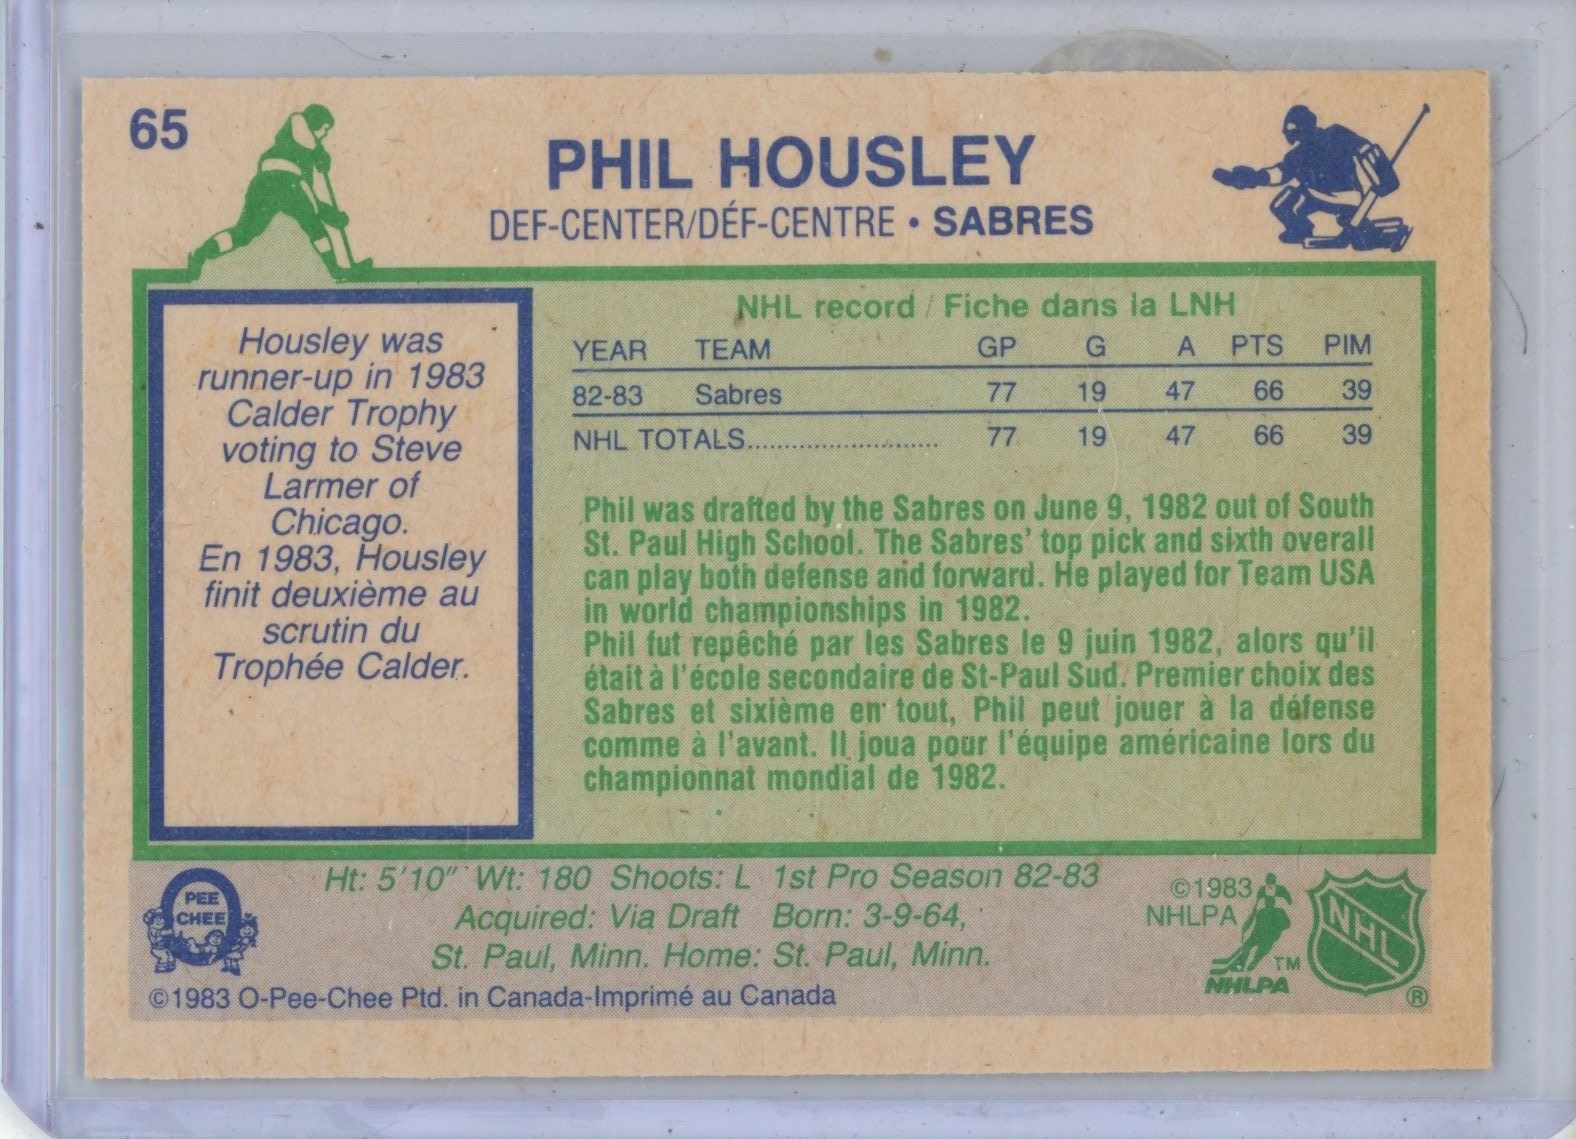 65
PHIL HOUSLEY
DEF-CENTER/DÉF-CENTRE • SABRES
Housley was
runner-up in 1983
Calder Trophy
voting to Steve
Larmer of
Chicago.
En 1983, Housley
finit deuxième au
scrutin du
Trophée Calder.
NHL record / Fiche dans la LNH
YEAR TEAM GP G A PTS PIM
82-83 Sabres 77 19 47 66 39
NHL TOTALS.......................... 77 19 47 66 39
Phil was drafted by the Sabres on June 9, 1982 out of South
St. Paul High School. The Sabres' top pick and sixth overall
can play both defense and forward. He played for Team USA
in world championships in 1982.
Phil fut repêché par les Sabres le 9 juin 1982, alors qu'il
était à l'école secondaire de St-Paul Sud. Premier choix des
Sabres et sixième en tout, Phil peut jouer à la défense
comme à l'avant. Il joua pour l'équipe américaine lors du
championnat mondial de 1982.
Ht: 5'10" Wt: 180 Shoots: L 1st Pro Season 82-83
Acquired: Via Draft Born: 3-9-64,
St. Paul, Minn. Home: St. Paul, Minn.
PEE
CHEE
©1983 O-Pee-Chee Ptd. in Canada-Imprimé au Canada
©1983
NHLPA
TM
NHLPA
NHL
®